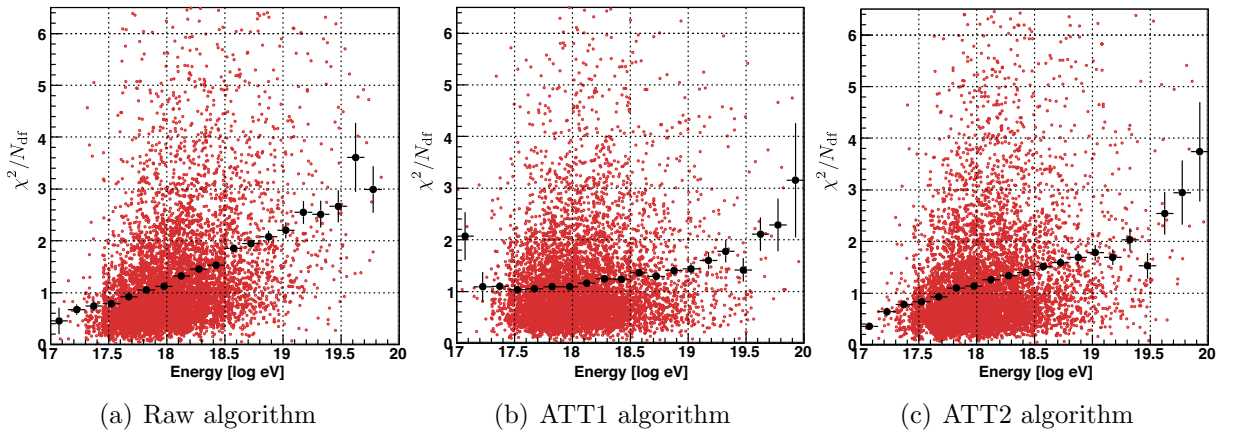 6
5
4
3
2
1
0
17 17.5 18 18.5 19 19.5 20
χ²/N_df
Energy [log eV]
(a) Raw algorithm
6
5
4
3
2
1
0
17 17.5 18 18.5 19 19.5 20
χ²/N_df
Energy [log eV]
(b) ATT1 algorithm
6
5
4
3
2
1
0
17 17.5 18 18.5 19 19.5 20
χ²/N_df
Energy [log eV]
(c) ATT2 algorithm